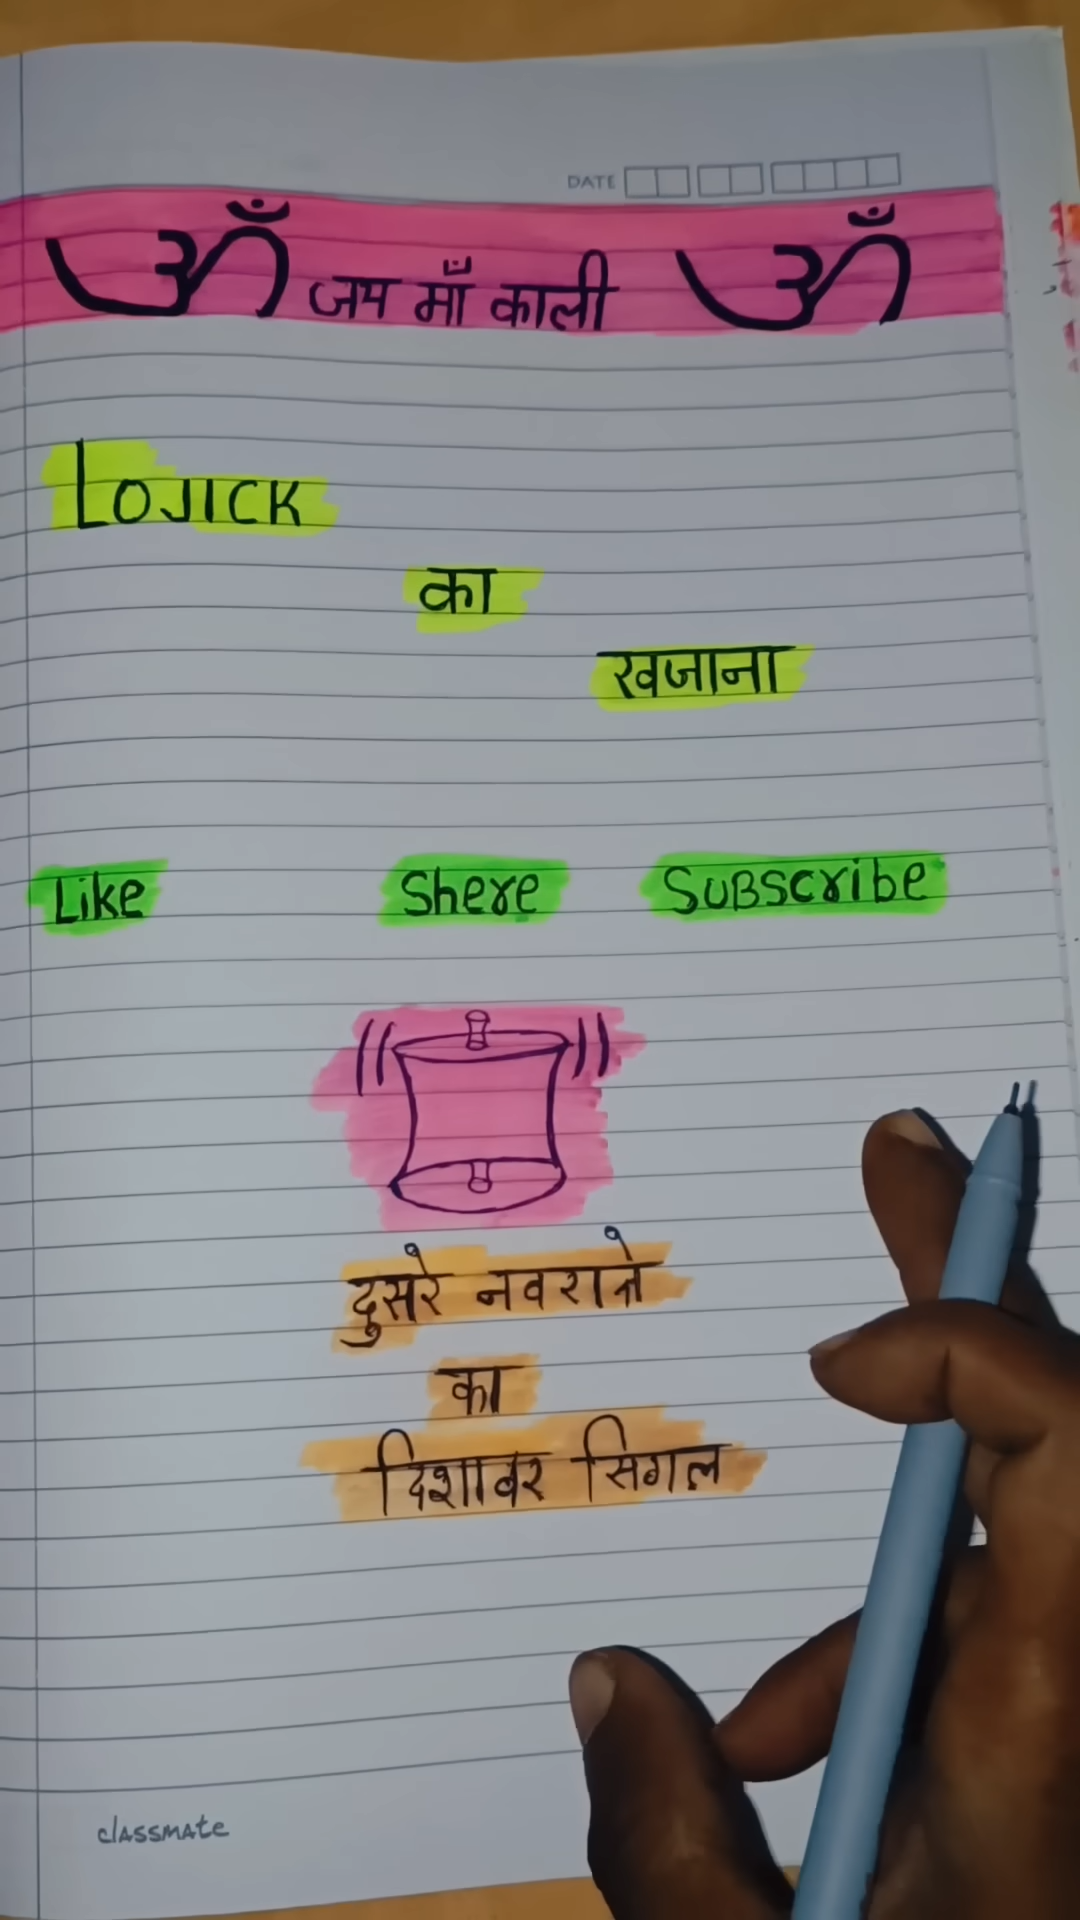 DATE
ॐ जय माँ काली ॐ
LOJICK
का
खजाना
Like Shere Subscribe
दुसरे नवरात्रे
का
दिशावर सिगल
classmate